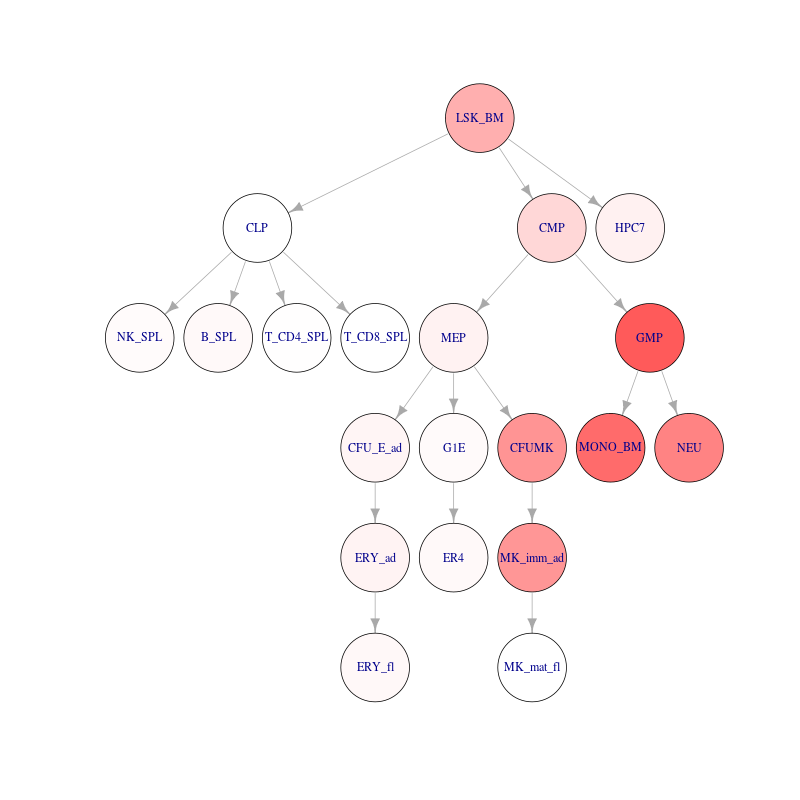 LSK_BM
CLP
CMP
HPC7
NK_SPL
B_SPL
T_CD4_SPL
T_CD8_SPL
MEP
GMP
CFU_E_ad
G1E
CFUMK
MONO_BM
NEU
ERY_ad
ER4
MK_imm_ad
ERY_fl
MK_mat_fl